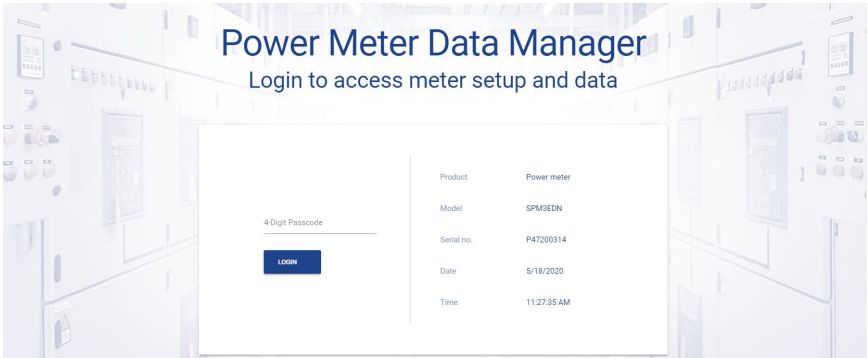 Power Meter Data Manager
Login to access meter setup and data
4-Digit Passcode
LOGIN
Product Power meter
Model SPM3EDN
Serial no. P47200314
Date 5/18/2020
Time 11:27:35 AM